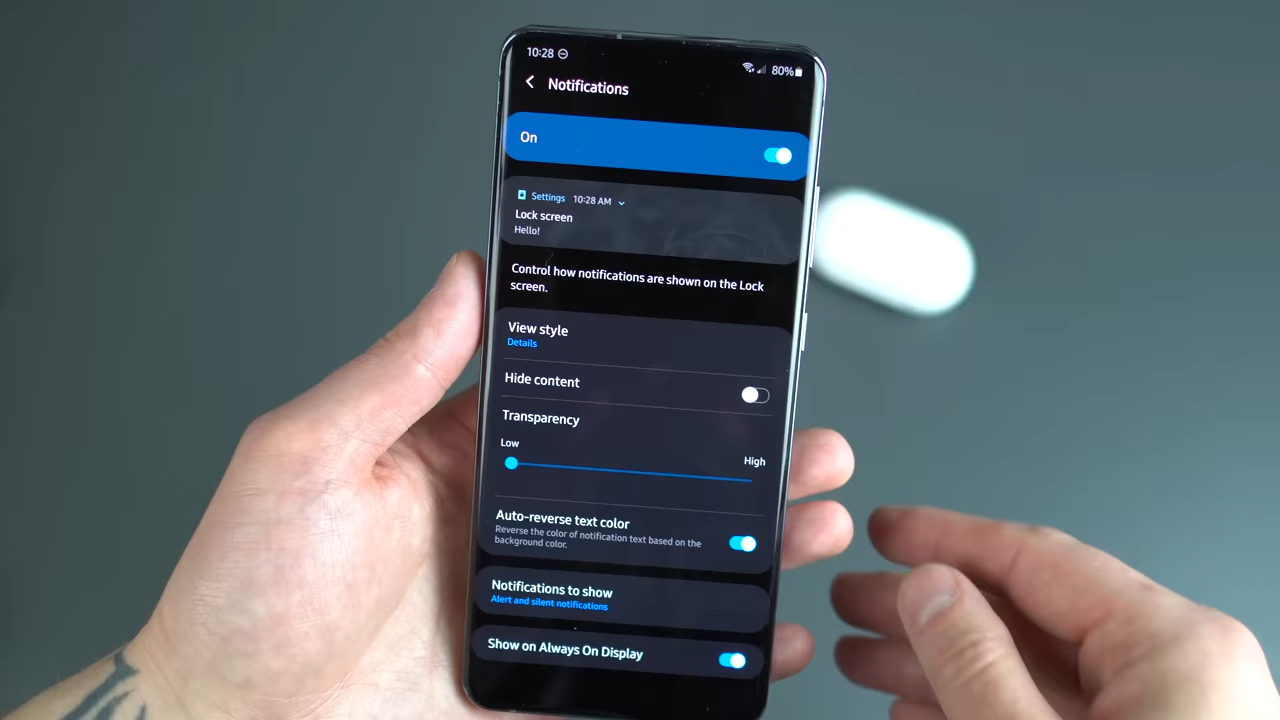 10:28
80%
Notifications
On
Settings 10:28 AM
Lock screen
Hello!
Control how notifications are shown on the Lock
screen.
View style
Details
Hide content
Transparency
Low
High
Auto-reverse text color
Reverse the color of notification text based on the
background color.
Notifications to show
Alert and silent notifications
Show on Always On Display